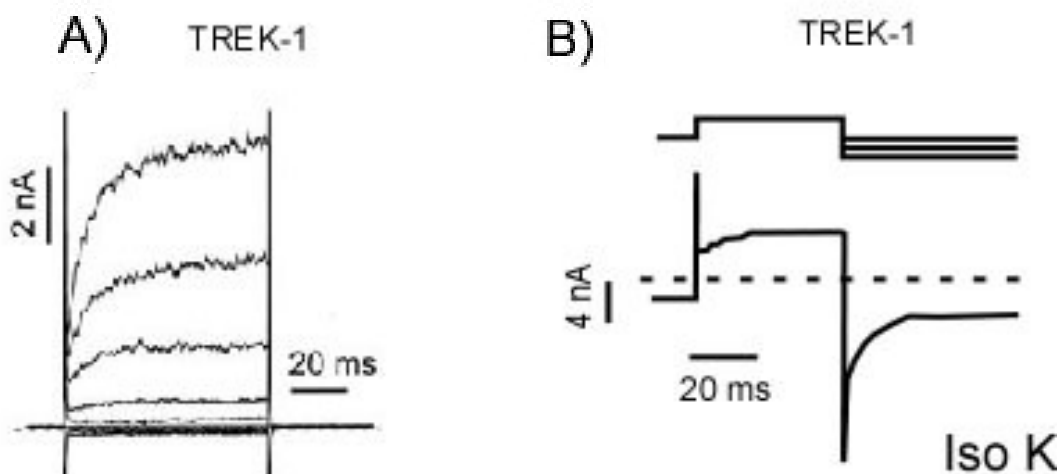 A)
TREK-1
2 nA
20 ms
B)
TREK-1
4 nA
20 ms
Iso K